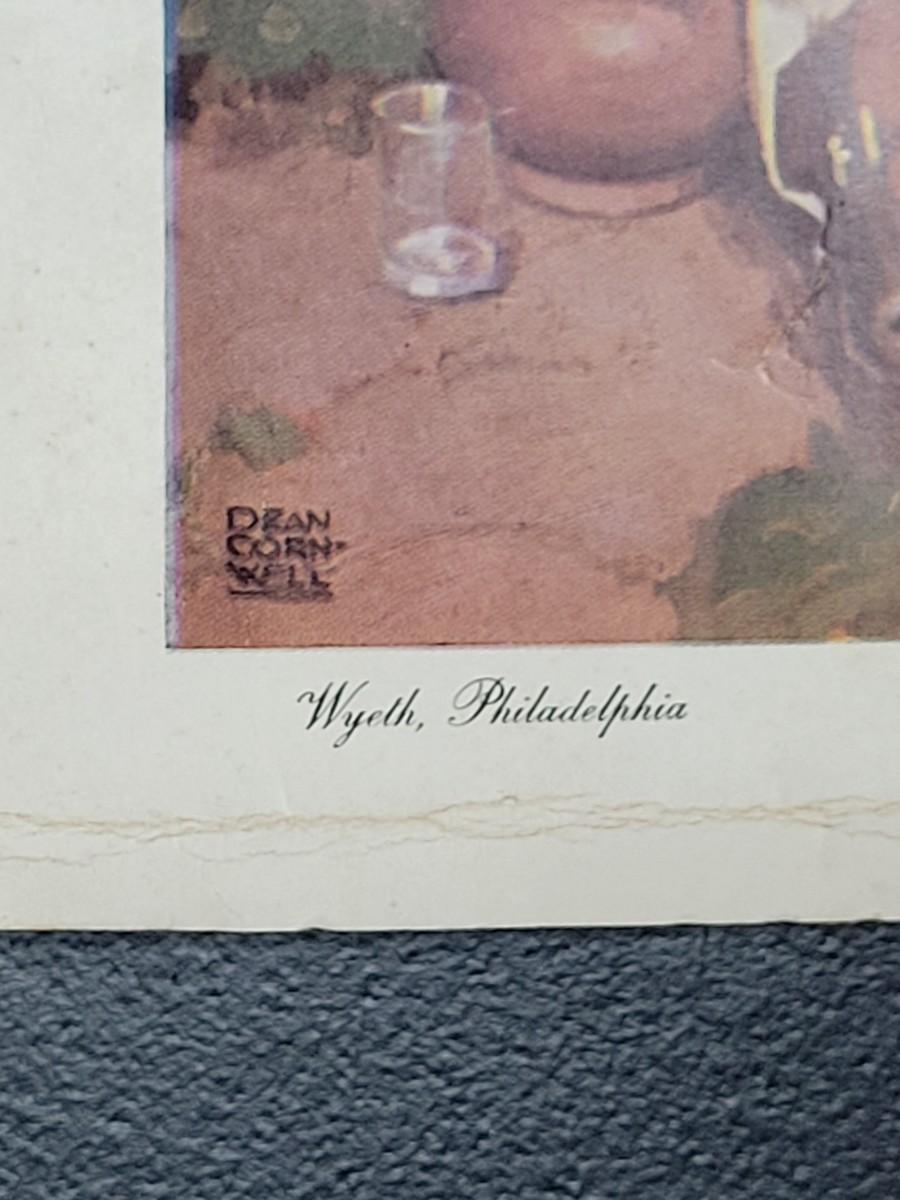 DEAN
CORN-
WELL
Wyeth, Philadelphia